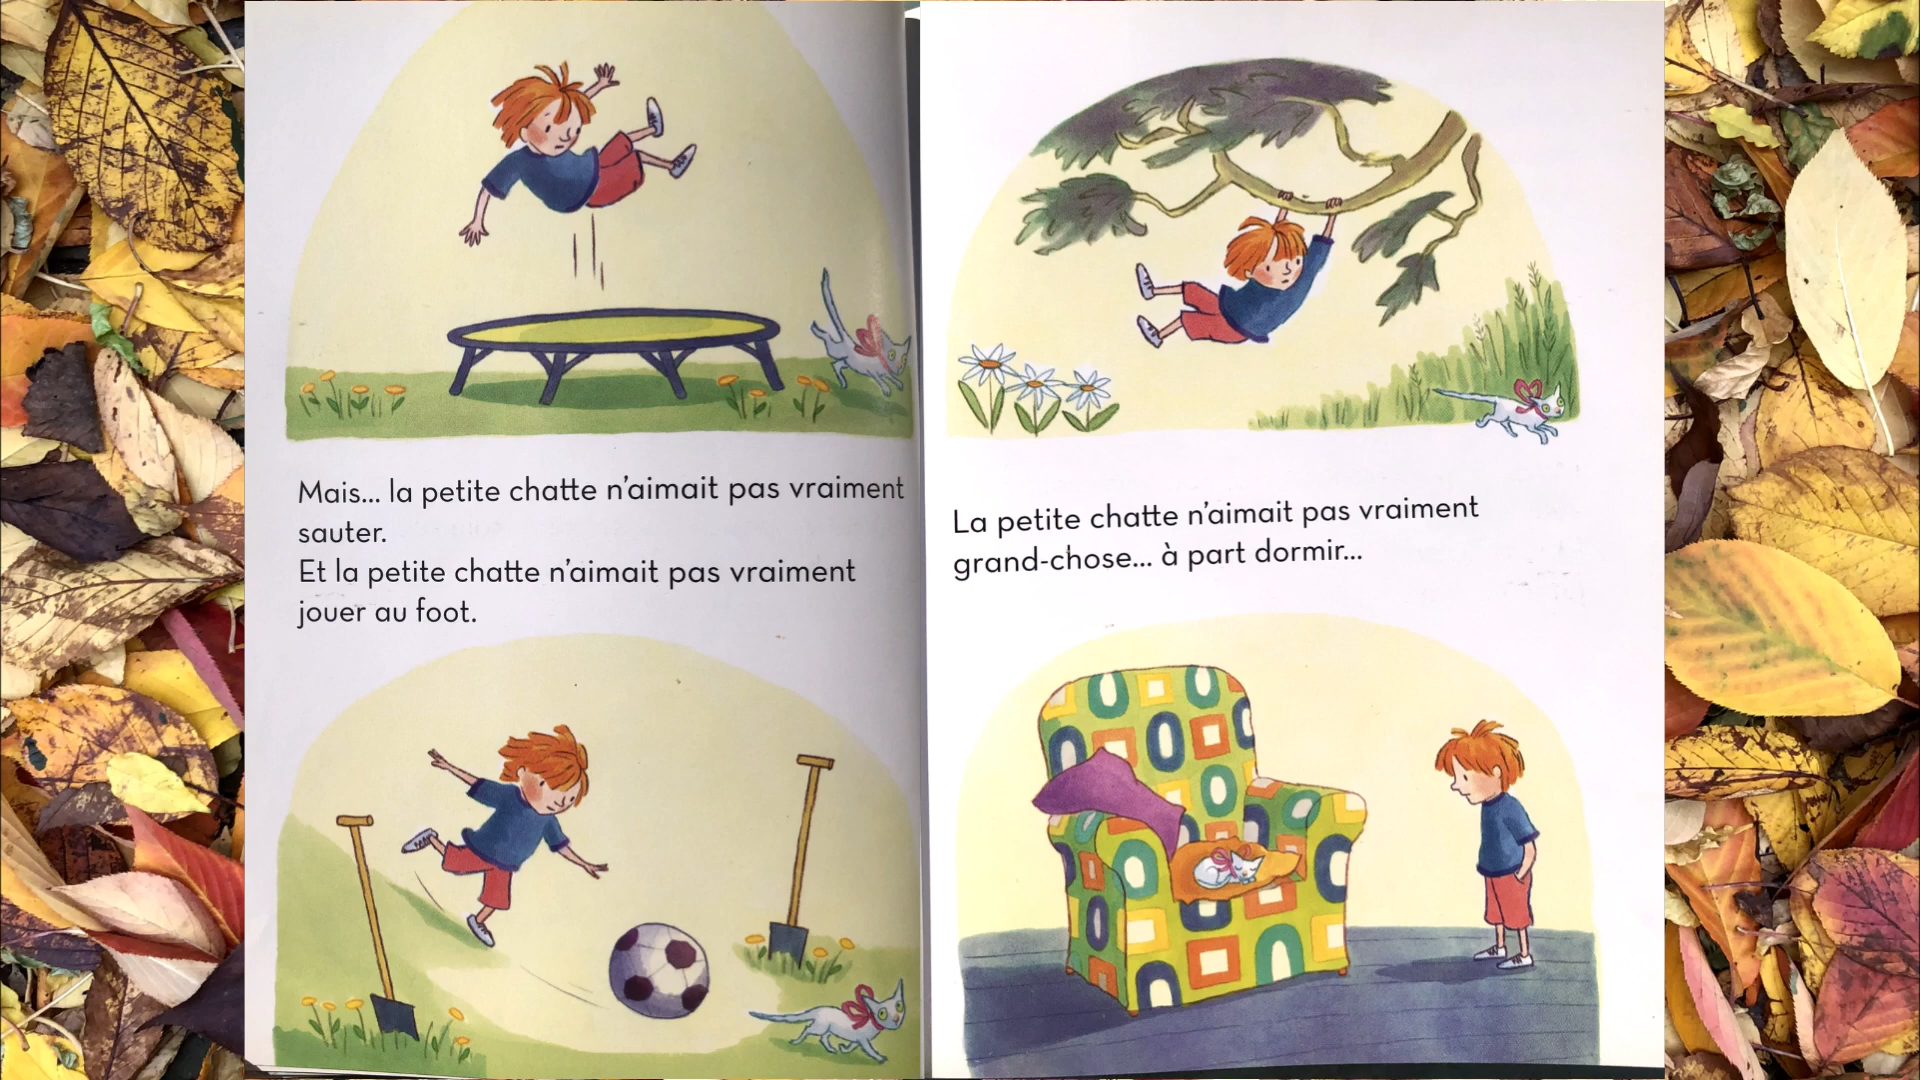 Mais... la petite chatte n'aimait pas vraiment
sauter.
Et la petite chatte n'aimait pas vraiment
jouer au foot.
La petite chatte n'aimait pas vraiment
grand-chose... à part dormir...